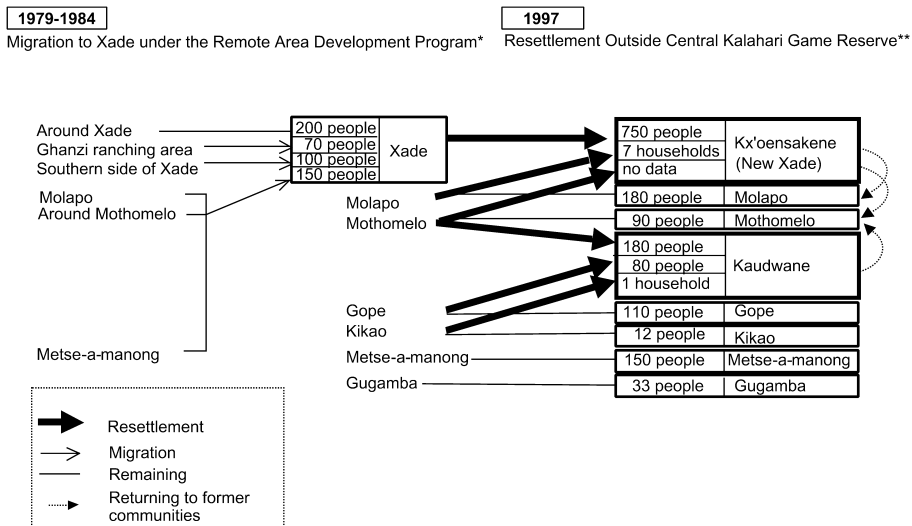 1979-1984
Migration to Xade under the Remote Area Development Program*
1997
Resettlement Outside Central Kalahari Game Reserve**
Around Xade
Ghanzi ranching area
Southern side of Xade
Molapo
Around Mothomelo
Metse-a-manong
200 people
70 people
100 people
150 people
Xade
Molapo
Mothomelo
Gope
Kikao
Metse-a-manong
Gugamba
750 people
7 households
no data
Kx'oensakene
(New Xade)
180 people Molapo
90 people Mothomelo
180 people
80 people
1 household
Kaudwane
110 people Gope
12 people Kikao
150 people Metse-a-manong
33 people Gugamba
Resettlement
Migration
Remaining
Returning to former
communities